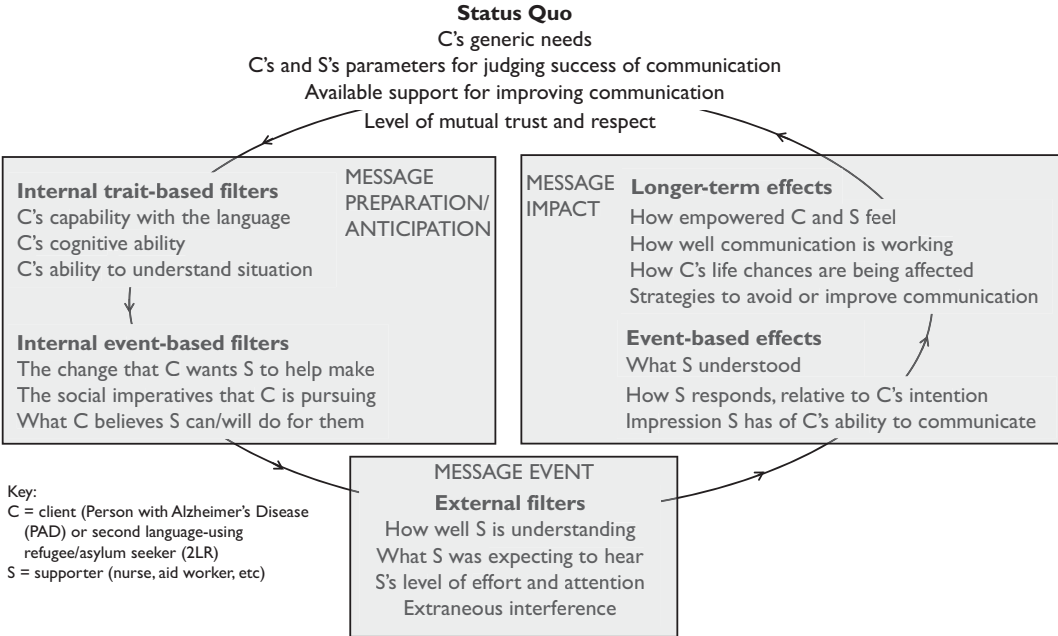 Status Quo
C's generic needs
C's and S's parameters for judging success of communication
Available support for improving communication
Level of mutual trust and respect
MESSAGE
PREPARATION/
ANTICIPATION
Internal trait-based filters
C's capability with the language
C's cognitive ability
C's ability to understand situation
Internal event-based filters
The change that C wants S to help make
The social imperatives that C is pursuing
What C believes S can/will do for them
MESSAGE EVENT
External filters
How well S is understanding
What S was expecting to hear
S's level of effort and attention
Extraneous interference
MESSAGE
IMPACT
Longer-term effects
How empowered C and S feel
How well communication is working
How C's life chances are being affected
Strategies to avoid or improve communication
Event-based effects
What S understood
How S responds, relative to C's intention
Impression S has of C's ability to communicate
Key:
C = client (Person with Alzheimer's Disease
(PAD) or second language-using
refugee/asylum seeker (2LR)
S = supporter (nurse, aid worker, etc)